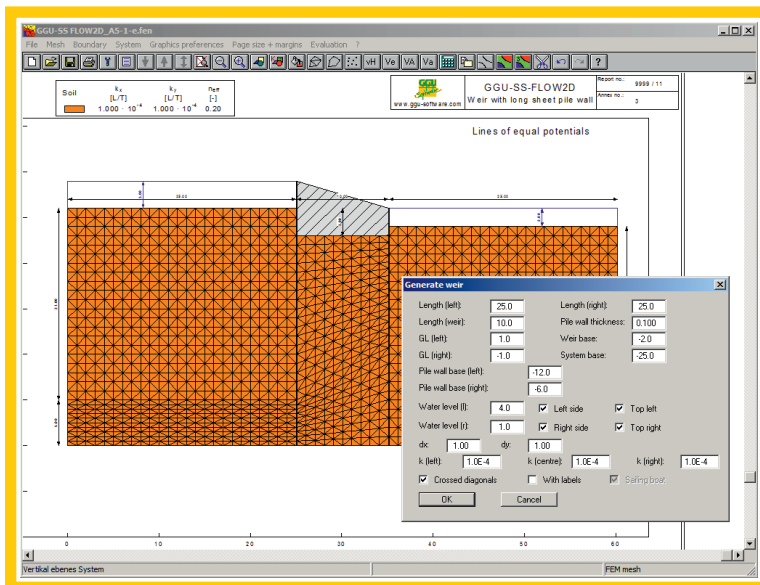 GGU-SS FLOW2D_A5-1-e.fen
File Mesh Boundary System Graphics preferences Page size + margins Evaluation ?
vH Ve VA Va ?
Soil kx ky neff
[L/T] [L/T] [-]
1.000 · 10⁻⁴ 1.000 · 10⁻⁴ 0.20
GGU
www.ggu-software.com
GGU-SS-FLOW2D
Weir with long sheet pile wall
Report no.: 9999 / 11
Annex no.: 3
Lines of equal potentials
Generate weir
Length (left): 25.0 Length (right): 25.0
Length (weir): 10.0 Pile wall thickness: 0.100
GL (left): 1.0 Weir base: -2.0
GL (right): -1.0 System base: -25.0
Pile wall base (left): -12.0
Pile wall base (right): -6.0
Water level (l): 4.0 Left side Top left
Water level (r): 1.0 Right side Top right
dx: 1.00 dy: 1.00
k (left): 1.0E-4 k (centre): 1.0E-4 k (right): 1.0E-4
Crossed diagonals With labels Sailing boat
OK Cancel
0 10 20 30 40 50 60
Vertikal ebenes System FEM mesh